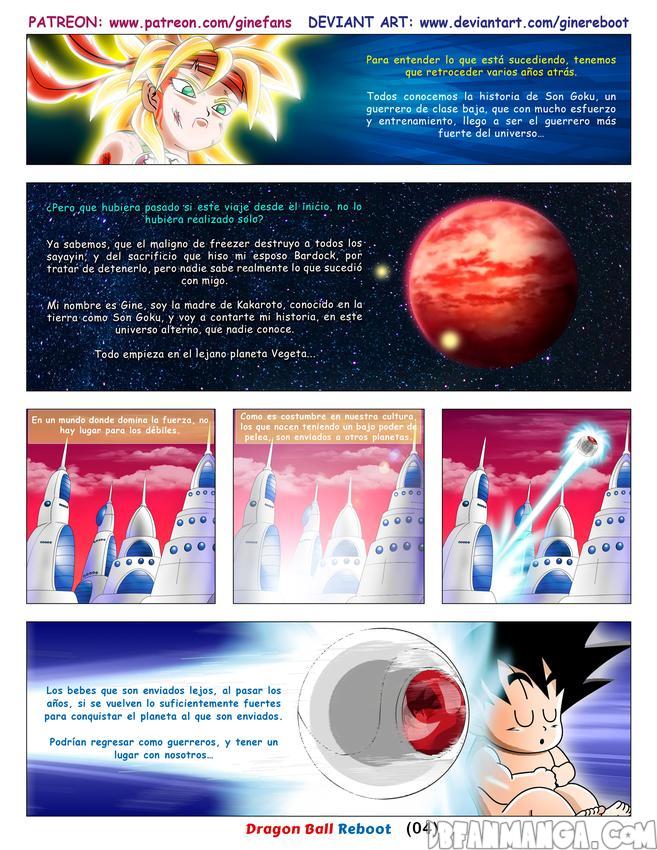 PATREON: www.patreon.com/ginefans DEVIANT ART: www.deviantart.com/ginereboot
Para entender lo que está sucediendo, tenemos
que retroceder varios años atrás.
Todos conocemos la historia de Son Goku, un
guerrero de clase baja, que con mucho esfuerzo
y entrenamiento, llego a ser el guerrero más
fuerte del universo...
¿Pero que hubiera pasado si este viaje desde el inicio, no lo
hubiera realizado solo?
Ya sabemos, que el maligno de freezer destruyo a todos los
sayayin, y del sacrificio que hiso mi esposo Bardock, por
tratar de detenerlo, pero nadie sabe realmente lo que sucedió
con migo.
Mi nombre es Gine, soy la madre de Kakaroto, conocido en la
tierra como Son Goku, y voy a contarte mi historia, en este
universo alterno, que nadie conoce.
Todo empieza en el lejano planeta Vegeta...
En un mundo donde domina la fuerza, no
hay lugar para los débiles.
Como es costumbre en nuestra cultura,
los que nacen teniendo un bajo poder de
pelea, son enviados a otros planetas.
Los bebes que son enviados lejos, al pasar los
años, si se vuelven lo suficientemente fuertes
para conquistar el planeta al que son enviados.
Podrían regresar como guerreros, y tener un
lugar con nosotros...
Dragon Ball Reboot (04)
DBFANMANGA.COM